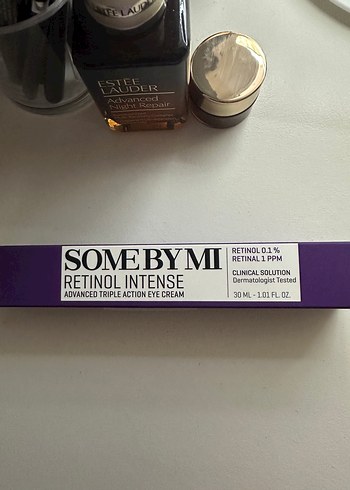 ESTĒE
LAUDER
Advanced
Night Repair
SOME BY MI
RETINOL INTENSE
ADVANCED TRIPLE ACTION EYE CREAM
RETINOL 0.1 %
RETINAL 1 PPM
CLINICAL SOLUTION
Dermatologist Tested
30 ML - 1.01 FL. OZ.